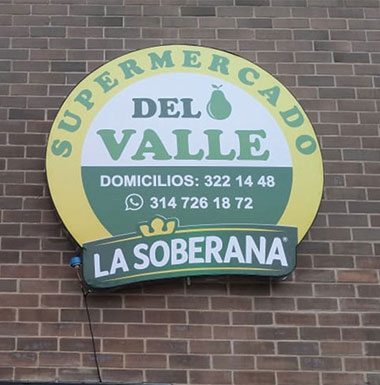 SUPERMERCADO
DEL
VALLE
DOMICILIOS: 322 14 48
314 726 18 72
LA SOBERANA